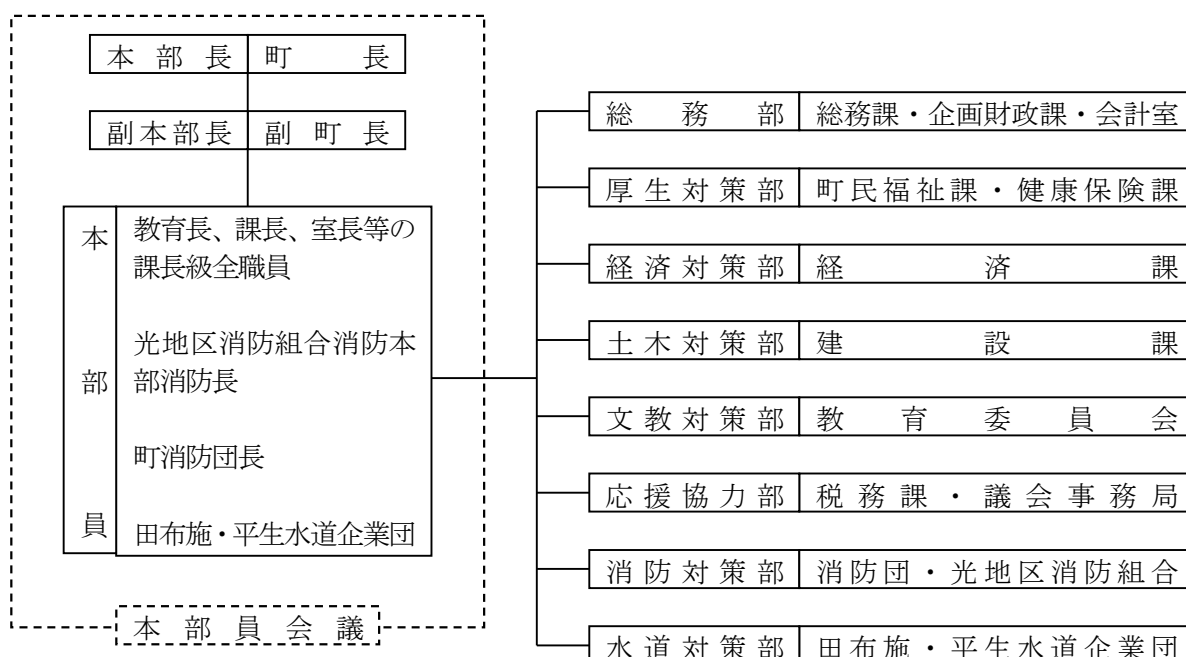 本部長 町長
副本部長 副町長
本部員
教育長、課長、室長等の
課長級全職員
光地区消防組合消防本
部消防長
町消防団長
田布施・平生水道企業団
本部員会議
総務部 総務課・企画財政課・会計室
厚生対策部 町民福祉課・健康保険課
経済対策部 経済課
土木対策部 建設課
文教対策部 教育委員会
応援協力部 税務課・議会事務局
消防対策部 消防団・光地区消防組合
水道対策部 田布施・平生水道企業団